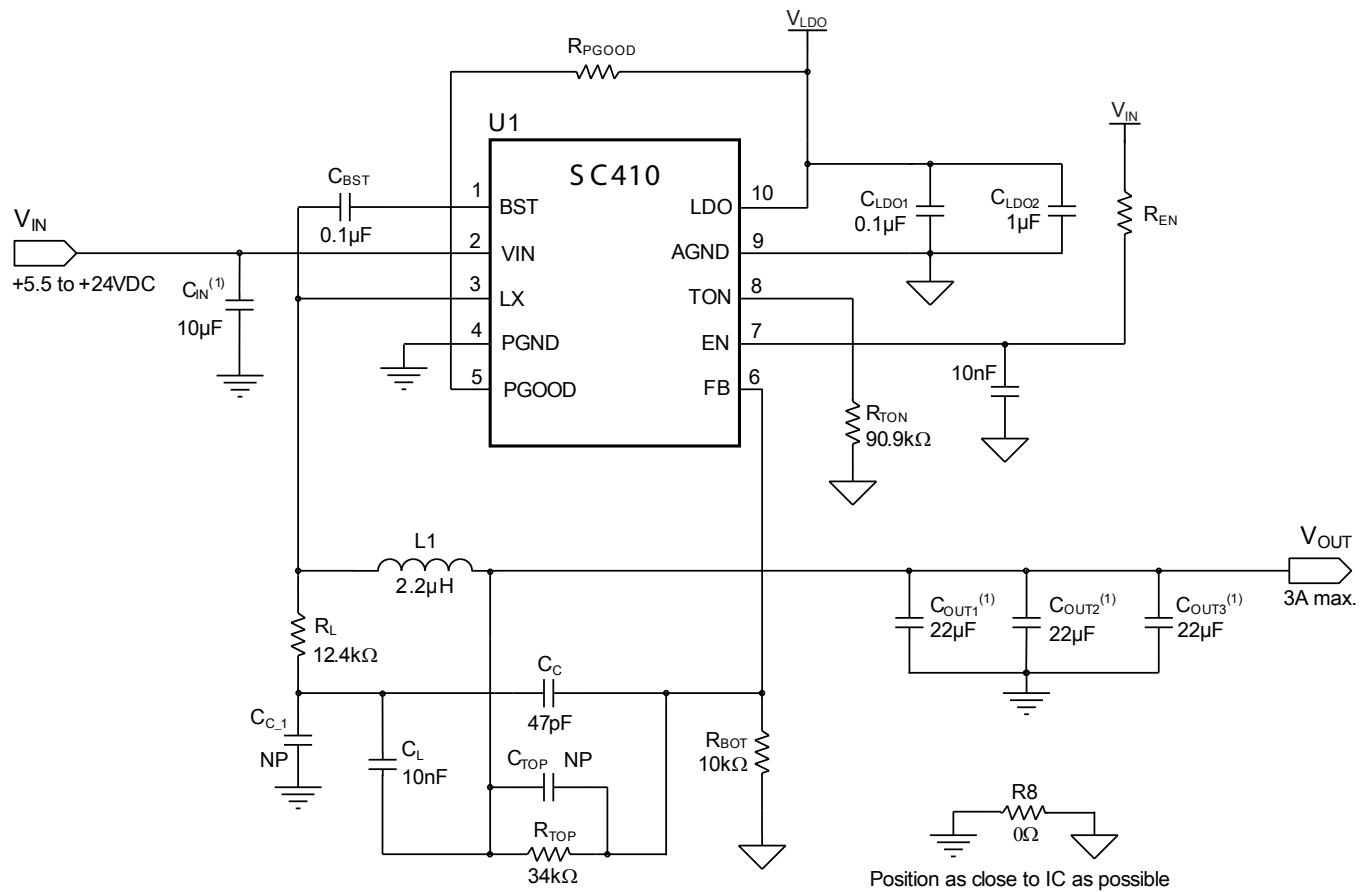 V_LDO
R_PGOOD
U1
V_IN
SC410
C_BST
0.1µF
1
BST
LDO
10
C_LDO1
0.1µF
C_LDO2
1µF
R_EN
V_IN
+5.5 to +24VDC
2
VIN
AGND
9
C_IN(1)
10µF
3
LX
TON
8
4
PGND
EN
7
5
PGOOD
FB
6
10nF
R_TON
90.9kΩ
L1
2.2µH
V_OUT
3A max.
C_OUT1(1)
22µF
C_OUT2(1)
22µF
C_OUT3(1)
22µF
R_L
12.4kΩ
C_C
47pF
C_C_1
NP
C_L
10nF
C_TOP NP
R_BOT
10kΩ
R_TOP
34kΩ
R8
0Ω
Position as close to IC as possible